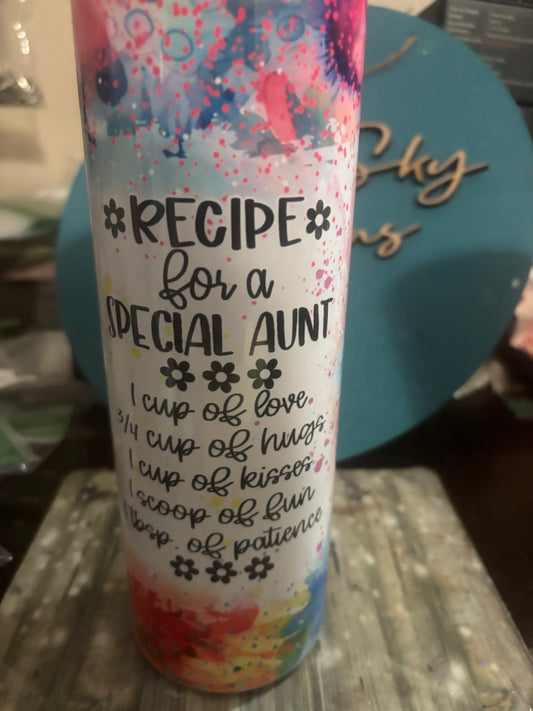 RECIPE
for a
SPECIAL AUNT
1 cup of love
3/4 cup of hugs
1 cup of kisses
1 scoop of fun
1 tbsp. of patience
Sky